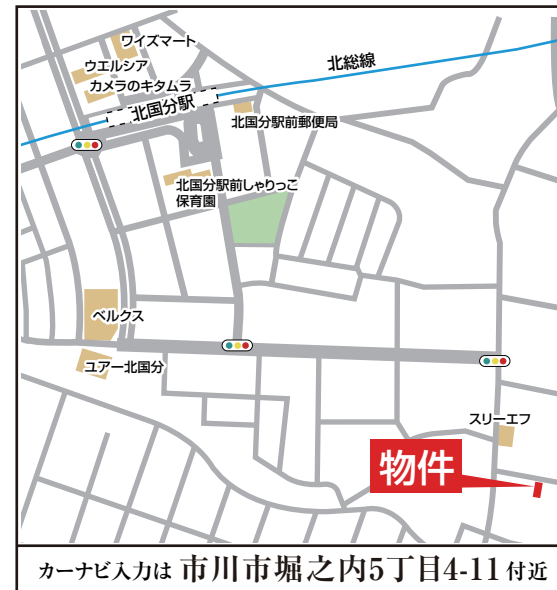 ワイズマート
ウエルシア
カメラのキタムラ
北総線
北国分駅
北国分駅前郵便局
北国分駅前しゃりっこ
保育園
ベルクス
ユアー北国分
スリーエフ
物件
カーナビ入力は 市川市堀之内5丁目4-11付近